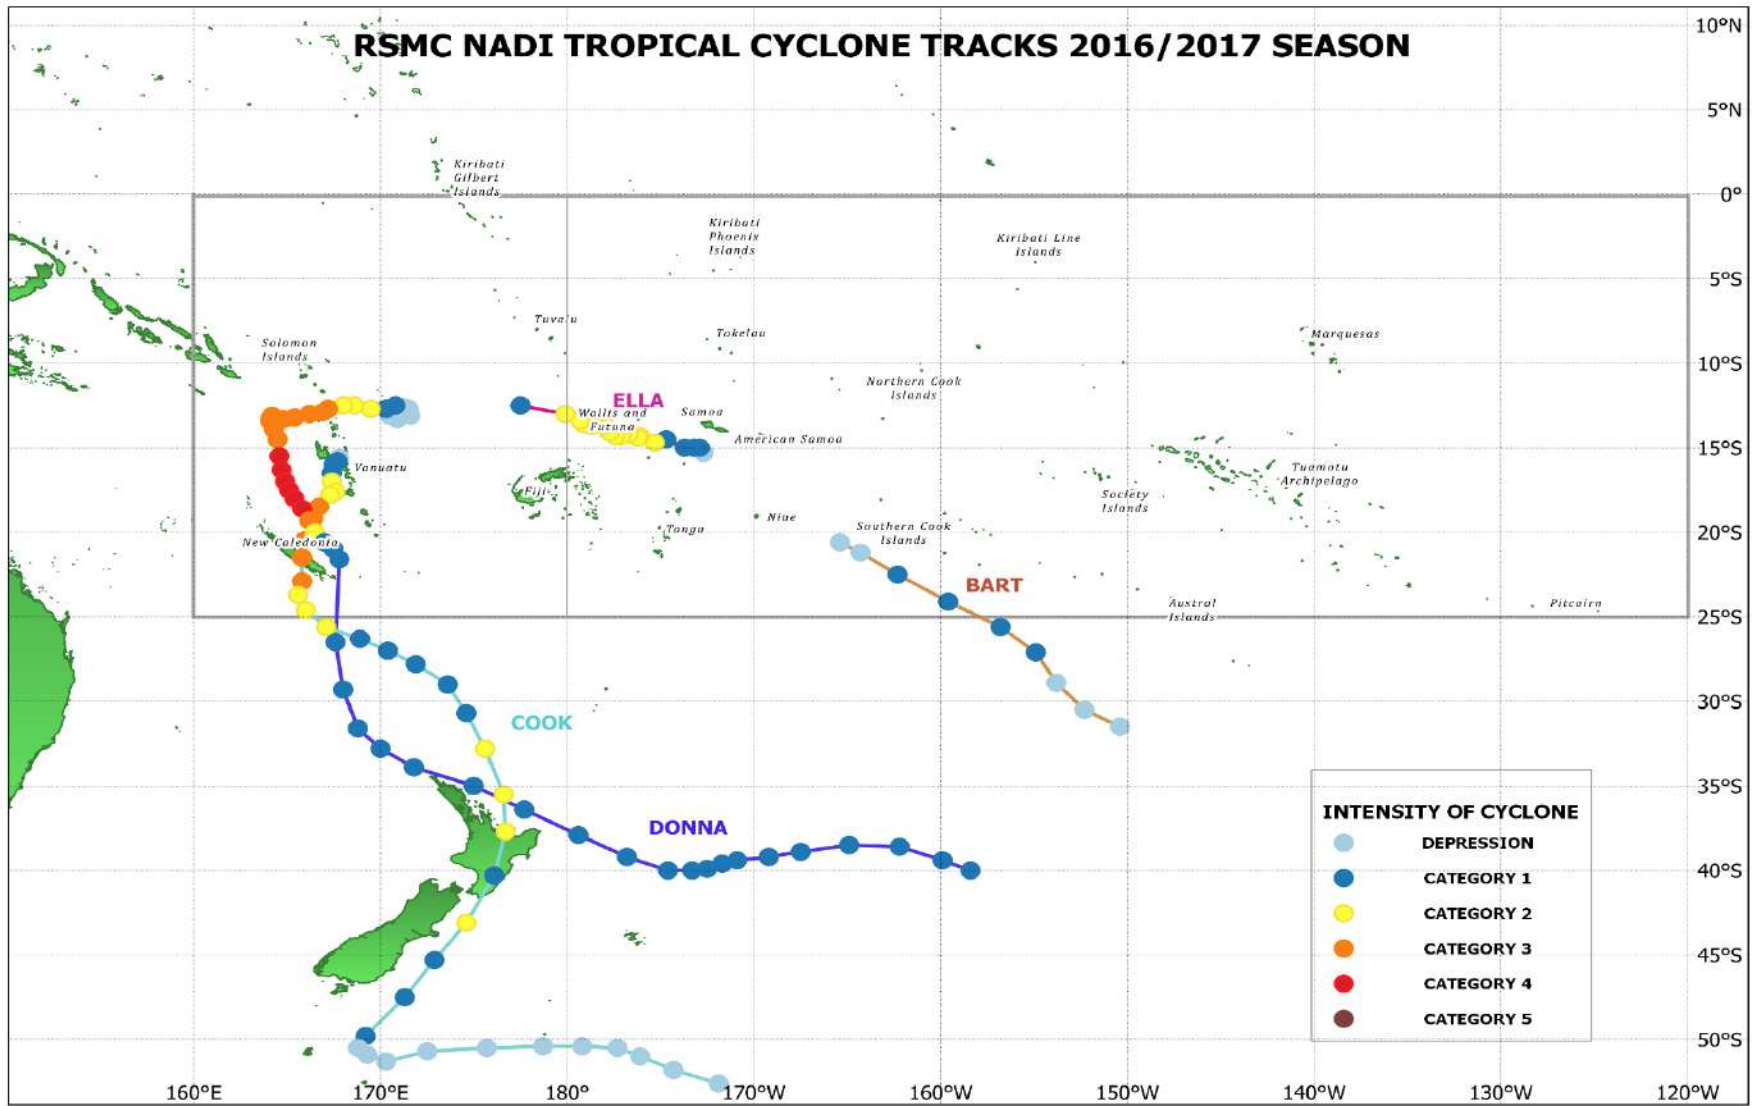 RSMC NADI TROPICAL CYCLONE TRACKS 2016/2017 SEASON
10°N
5°N
0°
5°S
10°S
15°S
20°S
25°S
30°S
35°S
40°S
45°S
50°S
Kiribati
Gilbert
Islands
Kiribati
Phoenix
Islands
Kiribati Line
Islands
Tuvalu
Tokelau
Marquesas
Solomon
Islands
Northern Cook
Islands
ELLA
Wallis and
Futuna
Samoa
American Samoa
Vanuatu
Fiji
Tuamotu
Archipelago
Society
Islands
Niue
Tonga
Southern Cook
Islands
New Caledonia
BART
Austral
Islands
Pitcairn
COOK
DONNA
INTENSITY OF CYCLONE
DEPRESSION
CATEGORY 1
CATEGORY 2
CATEGORY 3
CATEGORY 4
CATEGORY 5
160°E
170°E
180°
170°W
160°W
150°W
140°W
130°W
120°W